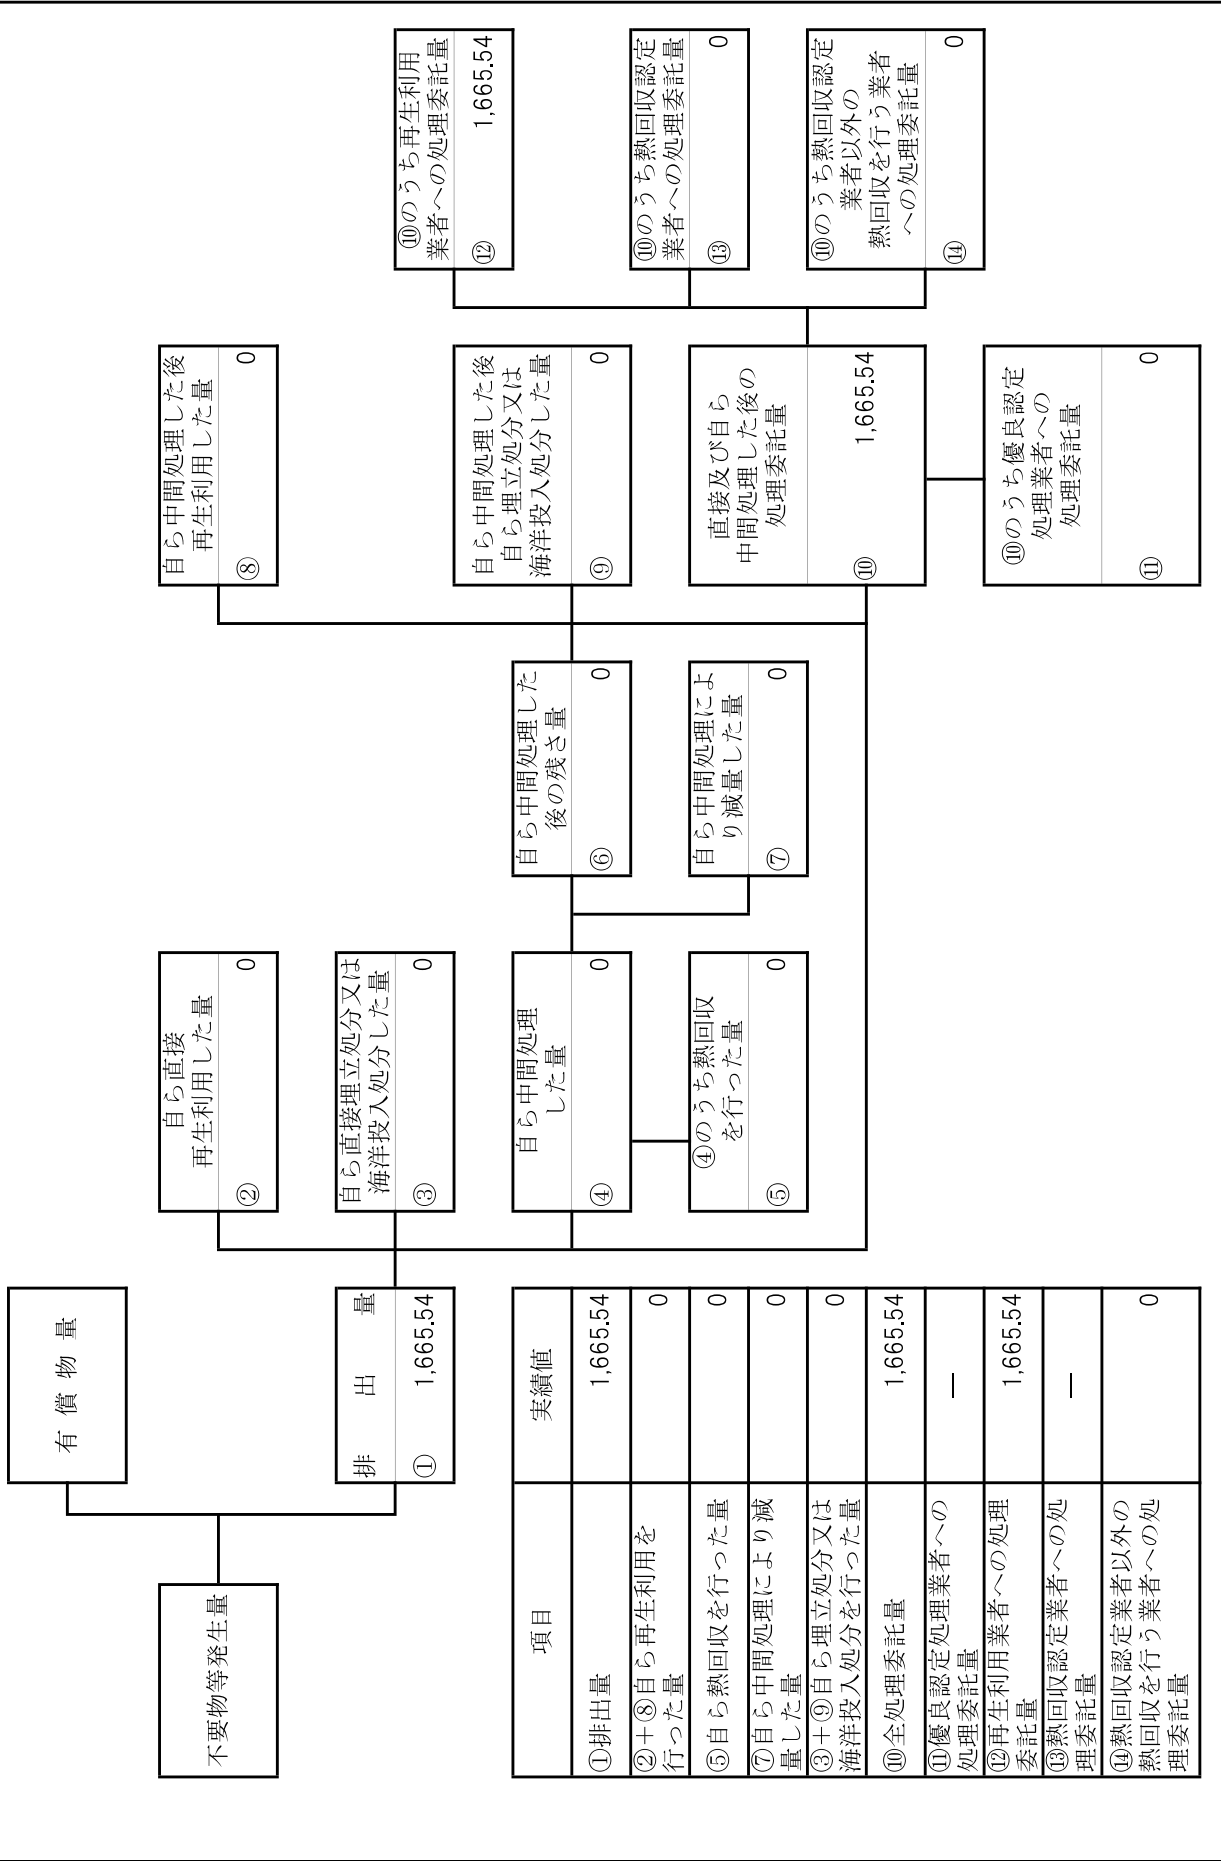 有 償 物 量
不要物等発生量
排 出 量
① 1,665.54
自ら直接
再生利用した量
② 0
自ら直接埋立処分又は
海洋投入処分した量
③ 0
自ら中間処理
した量
④ 0
④のうち熱回収
を行った量
⑤ 0
自ら中間処理した
後の残さ量
⑥ 0
自ら中間処理によ
り減量した量
⑦ 0
自ら中間処理した後
再生利用した量
⑧ 0
自ら中間処理した後
自ら埋立処分又は
海洋投入処分した量
⑨ 0
直接及び自ら
中間処理した後の
処理委託量
⑩ 1,665.54
⑩のうち優良認定
処理業者への
処理委託量
⑪ 0
⑩のうち再生利用
業者への処理委託量
⑫ 1,665.54
⑩のうち熱回収認定
業者への処理委託量
⑬ 0
⑩のうち熱回収認定
業者以外の
熱回収を行う業者
への処理委託量
⑭ 0
項目 実績値
①排出量 1,665.54
②＋⑧自ら再生利用を
行った量 0
⑤自ら熱回収を行った量 0
⑦自ら中間処理により減
量した量 0
③＋⑨自ら埋立処分又は
海洋投入処分を行った量 0
⑩全処理委託量 1,665.54
⑪優良認定処理業者への
処理委託量 ―
⑫再生利用業者への処理
委託量 1,665.54
⑬熱回収認定業者への処
理委託量 ―
⑭熱回収認定業者以外の
熱回収を行う業者への処
理委託量 0